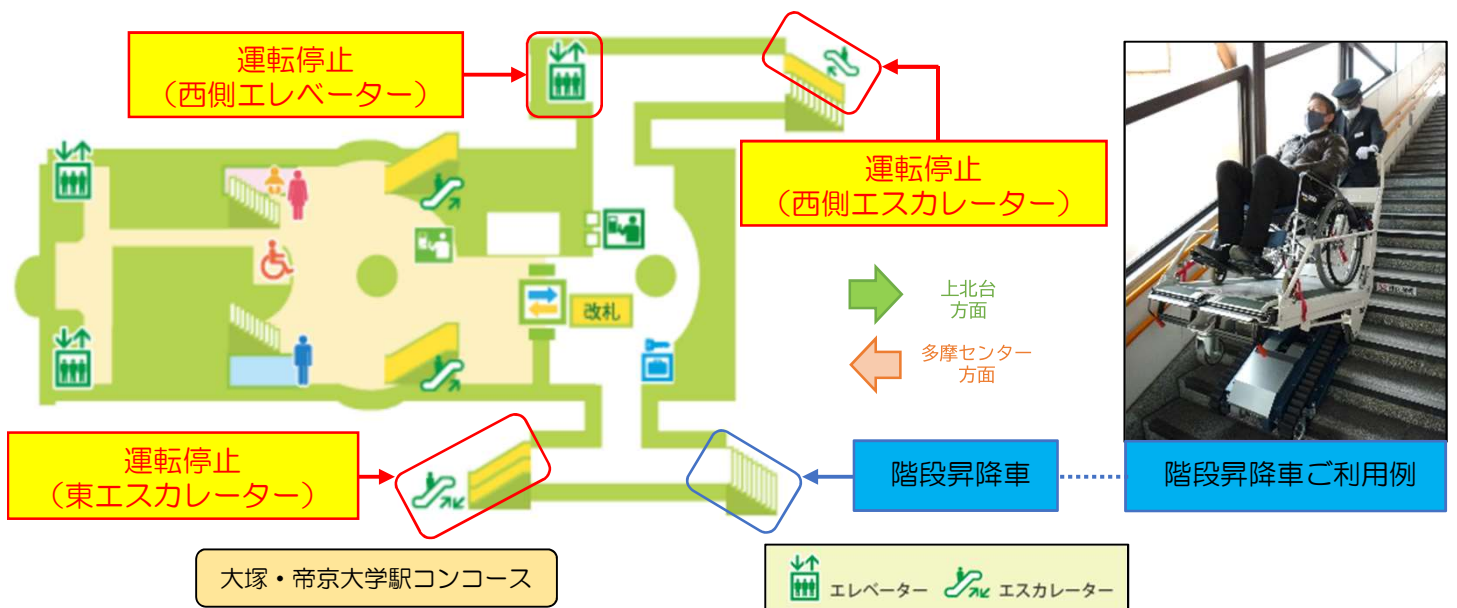 運転停止
（西側エレベーター）
運転停止
（西側エスカレーター）
改札
上北台
方面
多摩センター
方面
運転停止
（東エスカレーター）
階段昇降車
階段昇降車ご利用例
大塚・帝京大学駅コンコース
エレベーター エスカレーター